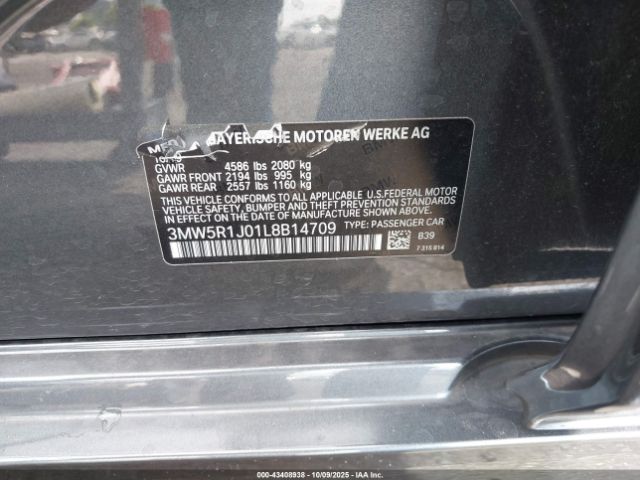 BAYERISCHE MOTOREN WERKE AG
GVWR 4586 lbs 2080 kg
GAWR FRONT 2194 lbs 995 kg
GAWR REAR 2557 lbs 1160 kg
THIS VEHICLE CONFORMS TO ALL APPLICABLE U.S.FEDERAL MOTOR
VEHICLE SAFETY, BUMPER AND THEFT PREVENTION STANDARDS
IN EFFECT ON THE DATE OF MANUFACTURE SHOWN ABOVE.
3MW5R1J01L8B14709 TYPE: PASSENGER CAR
B39
7 315 814
000-43408938 - 10/09/2025 - IAA Inc.